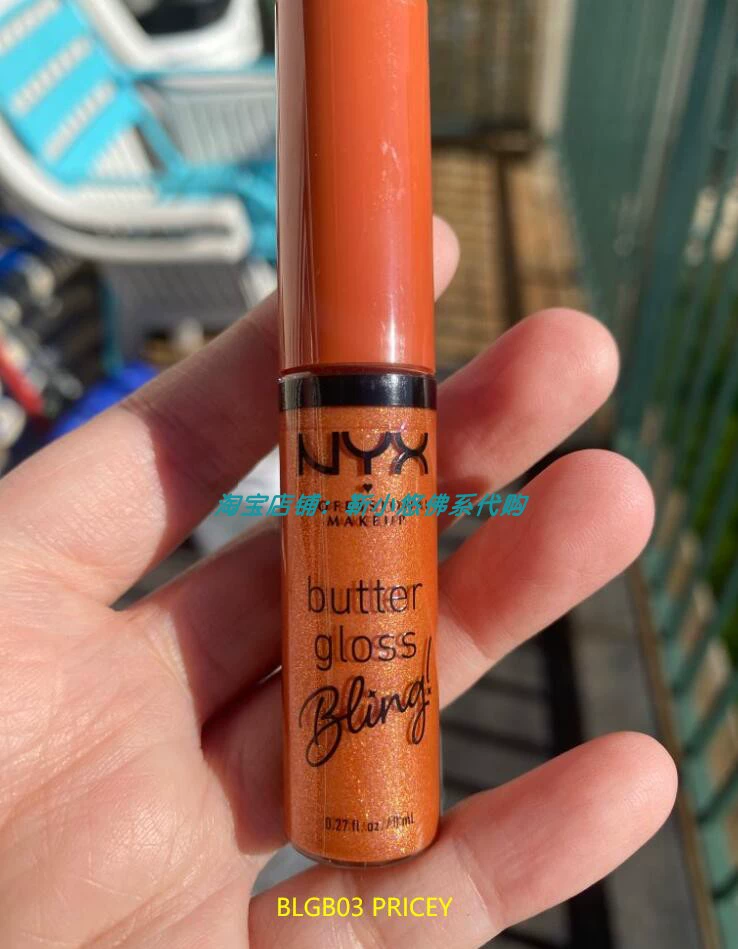 NYX
淘宝店铺：靳小悠佛系代购
MAKEUP
butter
gloss
Bling!
0.27 fl. oz. / 8 mL
BLGB03 PRICEY